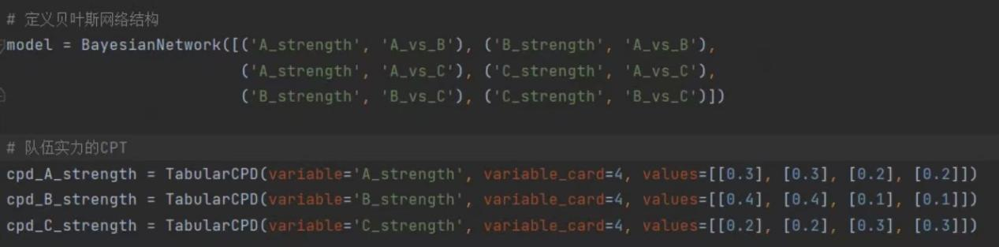 # 定义贝叶斯网络结构
model = BayesianNetwork([('A_strength', 'A_vs_B'), ('B_strength', 'A_vs_B'),
('A_strength', 'A_vs_C'), ('C_strength', 'A_vs_C'),
('B_strength', 'B_vs_C'), ('C_strength', 'B_vs_C')])
# 队伍实力的CPT
cpd_A_strength = TabularCPD(variable='A_strength', variable_card=4, values=[[0.3], [0.3], [0.2], [0.2]])
cpd_B_strength = TabularCPD(variable='B_strength', variable_card=4, values=[[0.4], [0.4], [0.1], [0.1]])
cpd_C_strength = TabularCPD(variable='C_strength', variable_card=4, values=[[0.2], [0.2], [0.3], [0.3]])